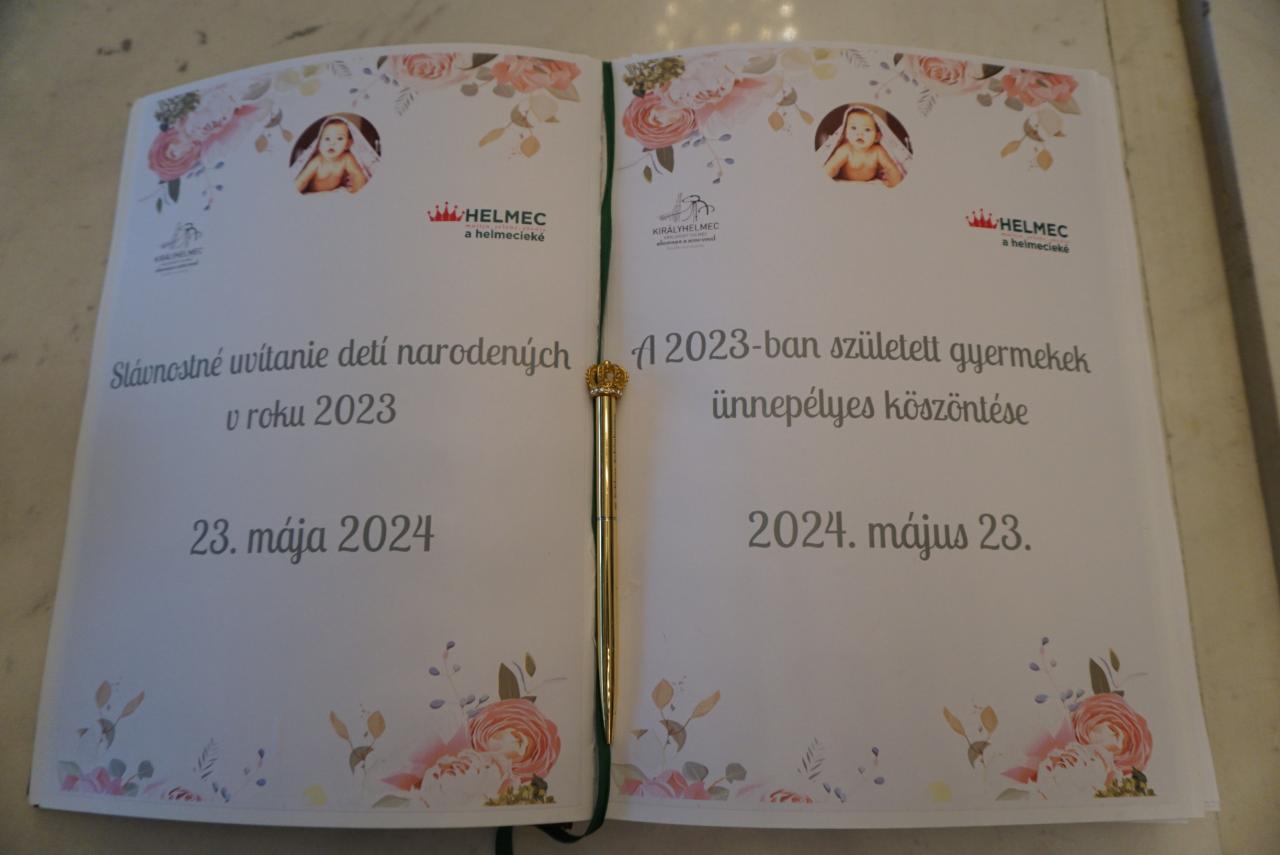 KIRÁLYHELMEC
HELMEC
a helmecieké
Slávnostné uvítanie detí narodených
v roku 2023
23. mája 2024
KIRÁLYHELMEC
HELMEC
a helmecieké
A 2023-ban született gyermekek
ünnepélyes köszöntése
2024. május 23.